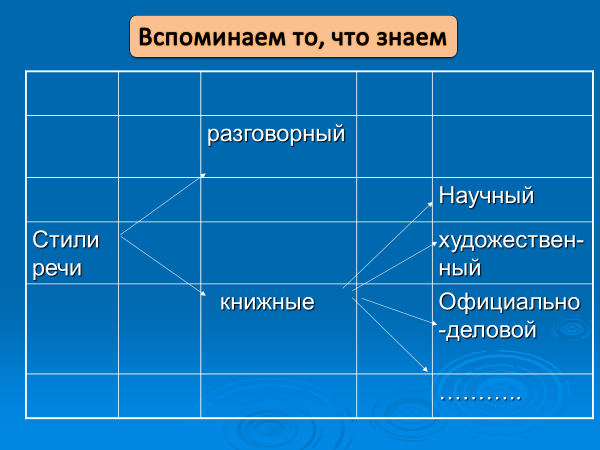 Вспоминаем то, что знаем
разговорный
Научный
Стили
речи
художествен-
ный
книжные
Официально
-деловой
………..